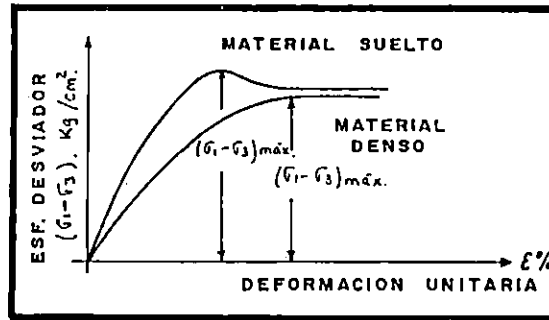 MATERIAL SUELTO
ESF. DESVIADOR
(σ1-σ3). Kg/cm².
MATERIAL
DENSO
(σ1-σ3)máx.
(σ1-σ3)máx.
ε%
DEFORMACION UNITARIA